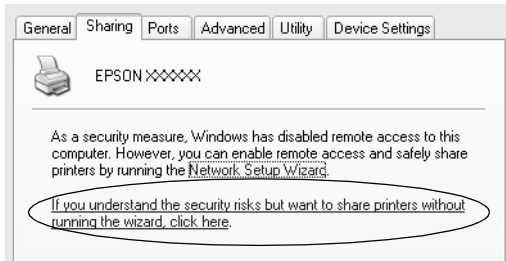 General Sharing Ports Advanced Utility Device Settings
EPSON XXXXXX
As a security measure, Windows has disabled remote access to this
computer. However, you can enable remote access and safely share
printers by running the Network Setup Wizard.
If you understand the security risks but want to share printers without
running the wizard, click here.